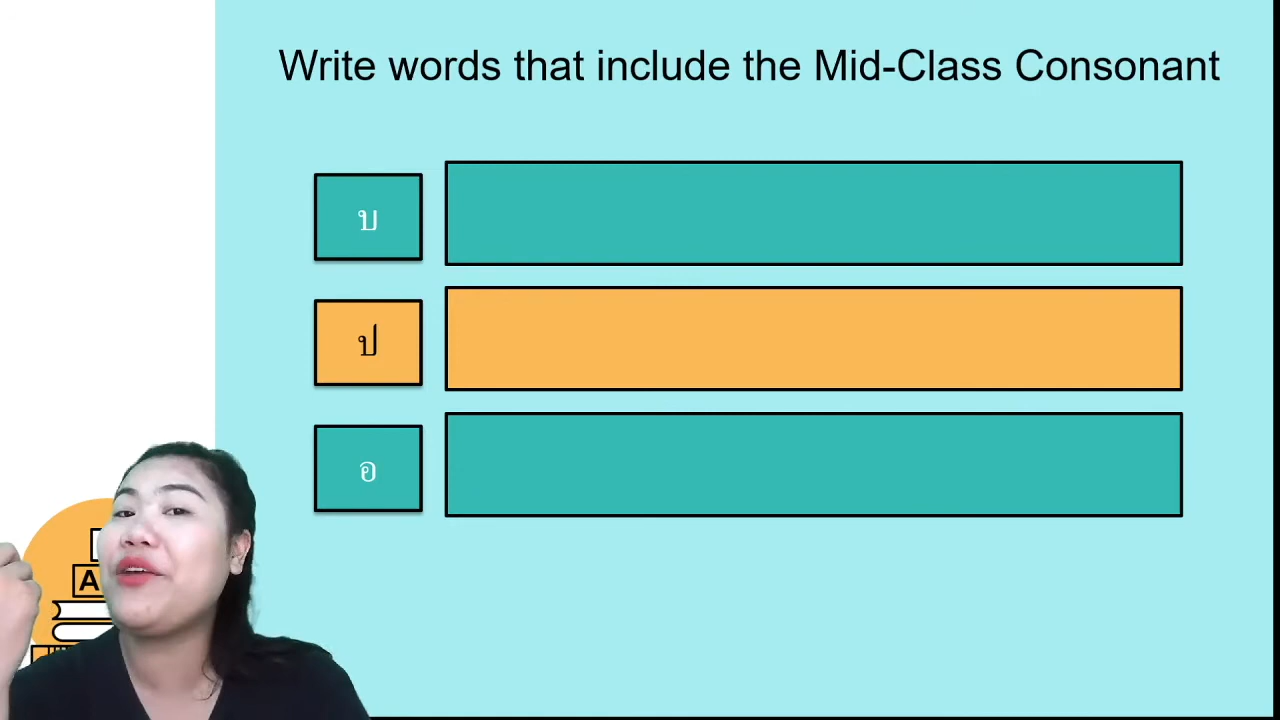 Write words that include the Mid-Class Consonant
บ
ป
อ
A